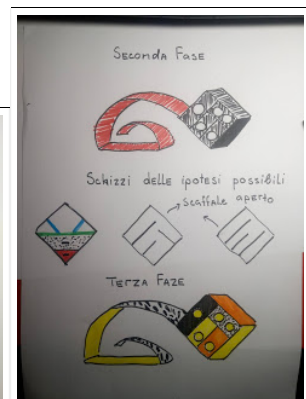 Seconda Fase
Schizzi delle ipotesi possibili
scaffale aperto
Terza Faze